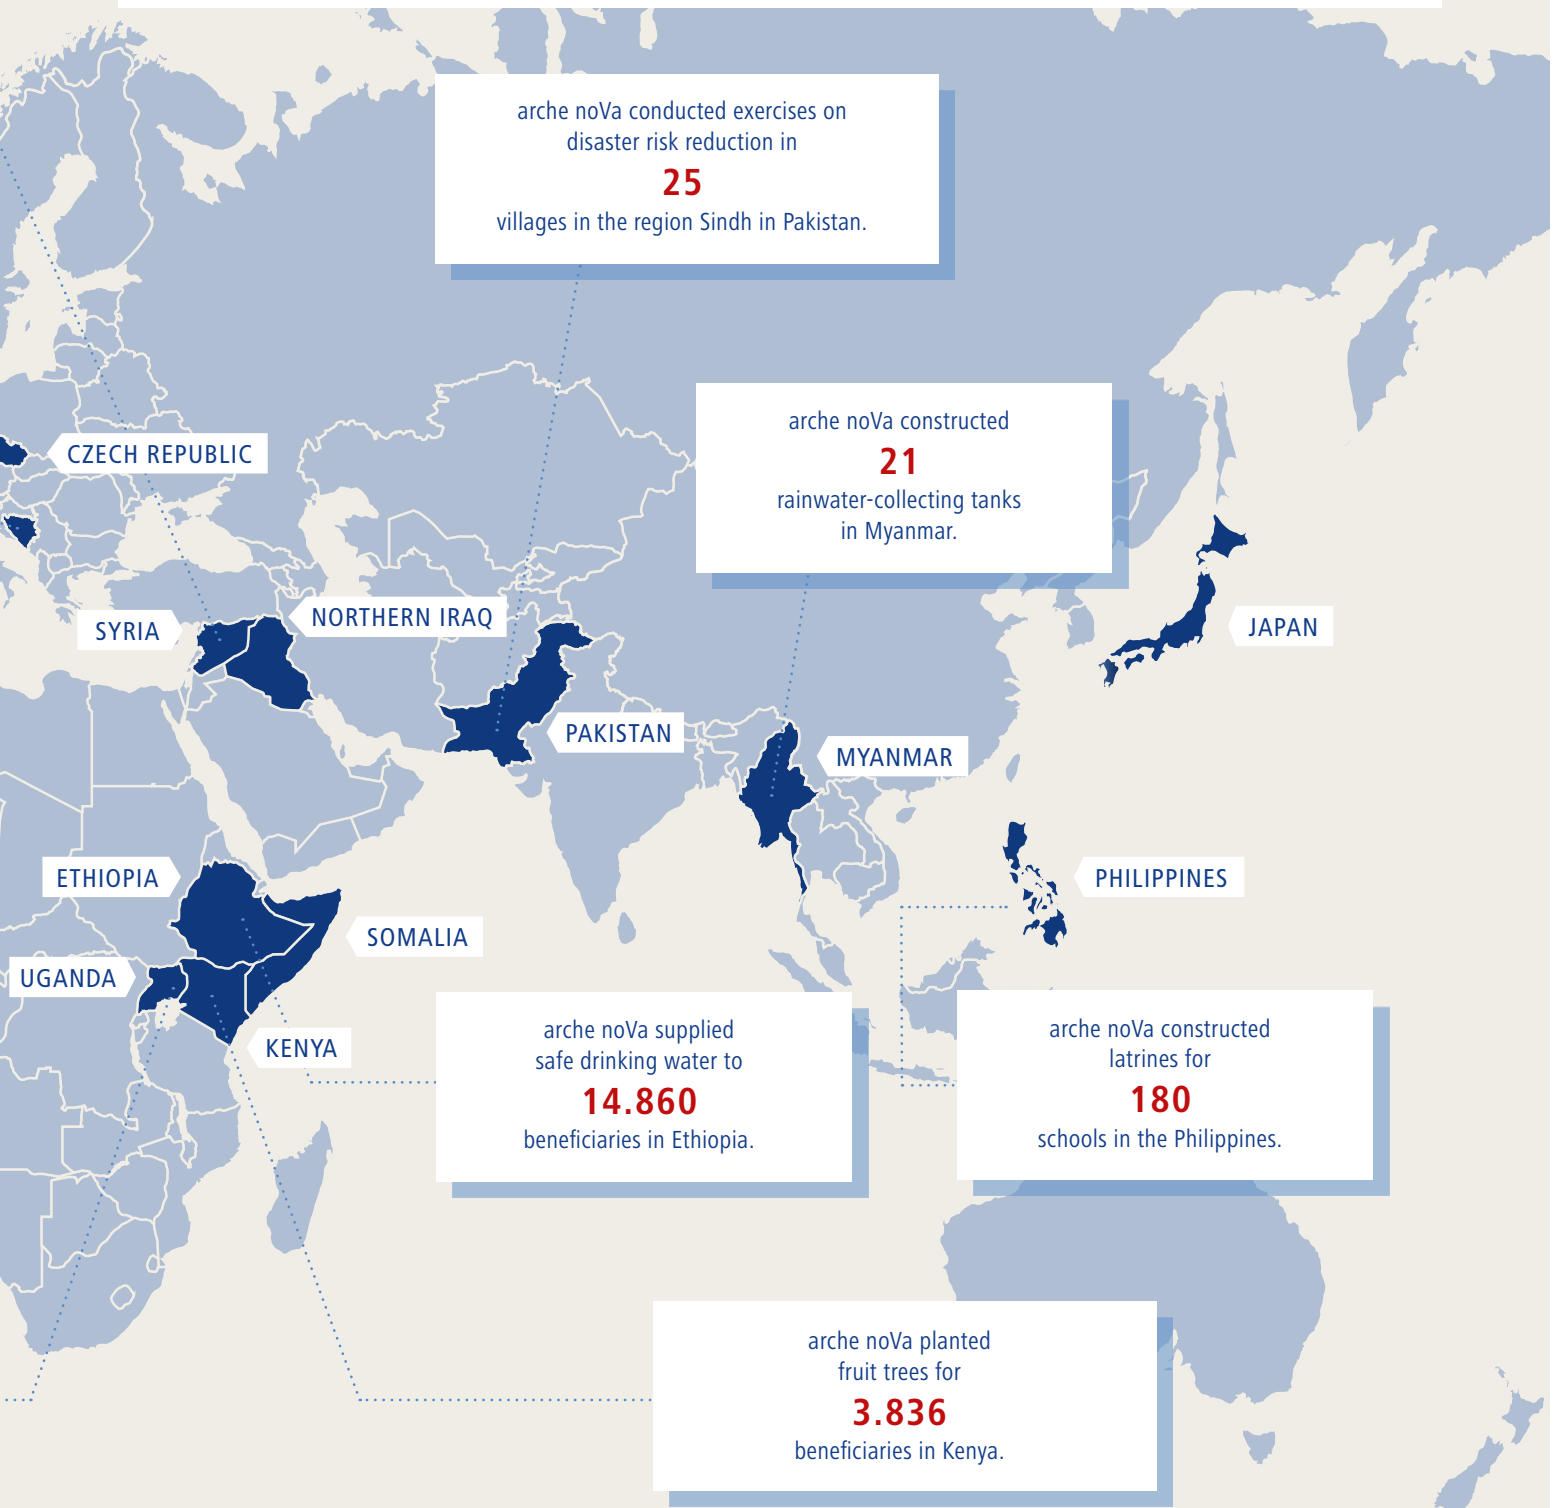 arche noVa conducted exercises on
disaster risk reduction in
25
villages in the region Sindh in Pakistan.
arche noVa constructed
21
rainwater-collecting tanks
in Myanmar.
CZECH REPUBLIC
SYRIA
NORTHERN IRAQ
JAPAN
PAKISTAN
MYANMAR
ETHIOPIA
PHILIPPINES
SOMALIA
UGANDA
KENYA
arche noVa supplied
safe drinking water to
14.860
beneficiaries in Ethiopia.
arche noVa constructed
latrines for
180
schools in the Philippines.
arche noVa planted
fruit trees for
3.836
beneficiaries in Kenya.